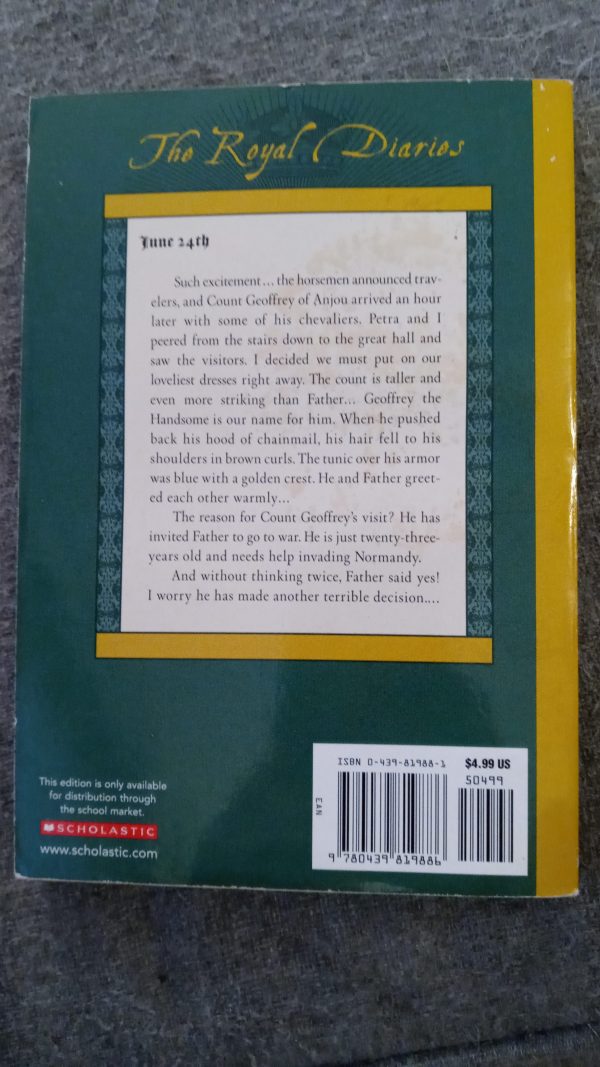 The Royal Diaries
June 24th
Such excitement... the horsemen announced trav-
elers, and Count Geoffrey of Anjou arrived an hour
later with some of his chevaliers. Petra and I
peered from the stairs down to the great hall and
saw the visitors. I decided we must put on our
loveliest dresses right away. The count is taller and
even more striking than Father... Geoffrey the
Handsome is our name for him. When he pushed
back his hood of chainmail, his hair fell to his
shoulders in brown curls. The tunic over his armor
was blue with a golden crest. He and Father greet-
ed each other warmly...
The reason for Count Geoffrey's visit? He has
invited Father to go to war. He is just twenty-three-
years old and needs help invading Normandy.
And without thinking twice, Father said yes!
I worry he has made another terrible decision....
This edition is only available
for distribution through
the school market.
SCHOLASTIC
www.scholastic.com
ISBN 0-439-81988-1 $4.99 US
50499
EAN
9 780439 819886